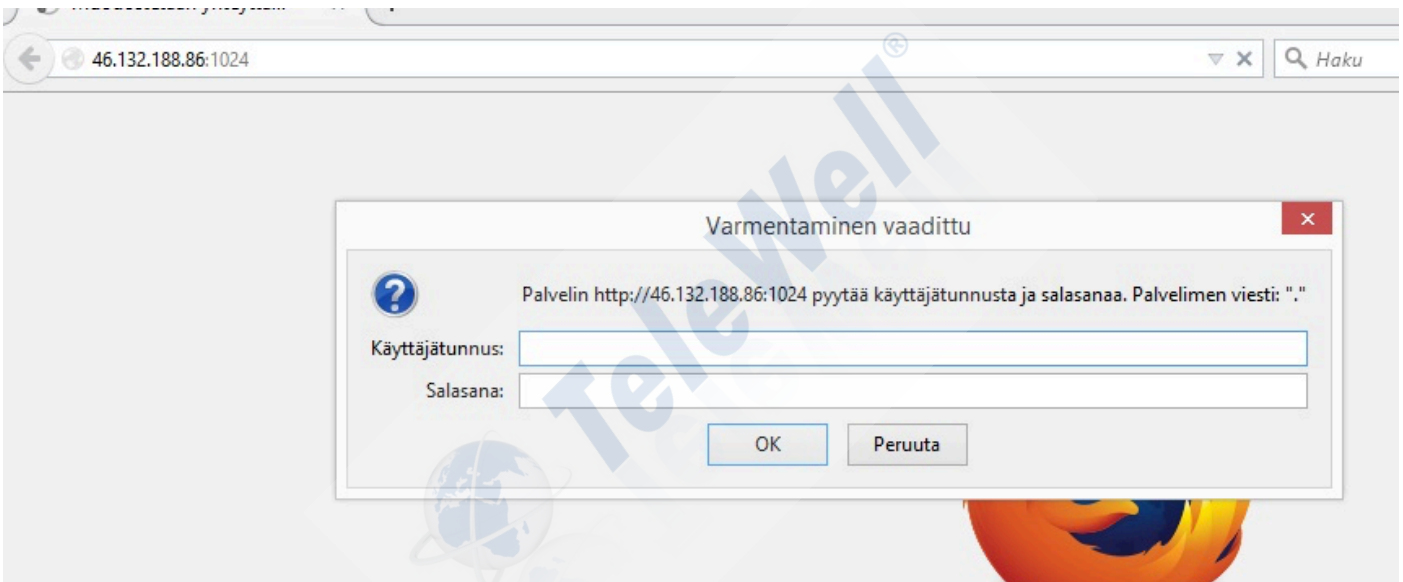 46.132.188.86:1024
Haku
Varmentaminen vaadittu
Palvelin http://46.132.188.86:1024 pyytää käyttäjätunnusta ja salasanaa. Palvelimen viesti: "."
Käyttäjätunnus:
Salasana:
OK Peruuta
TeleWell®